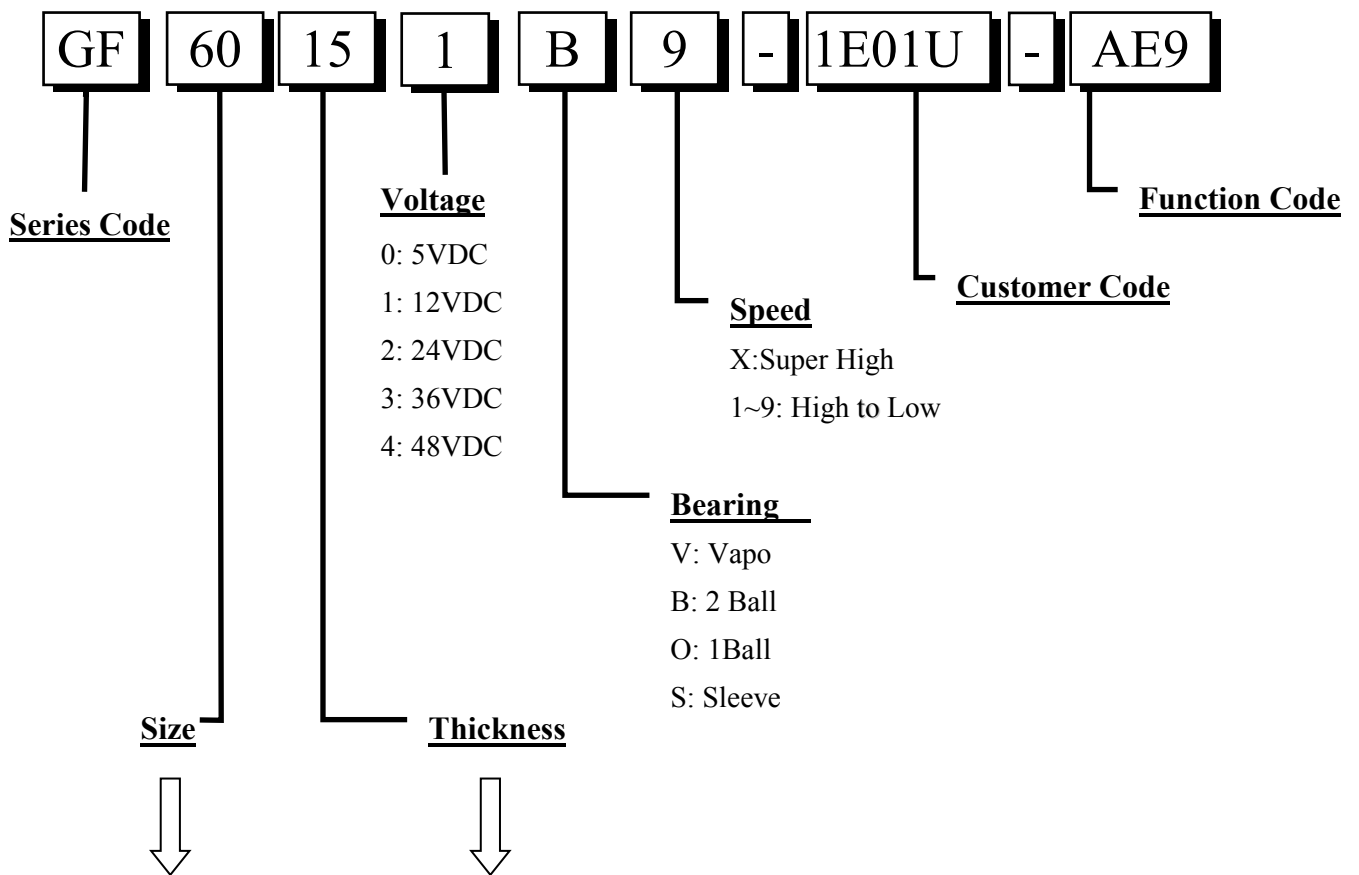 GF 60 15 1 B 9 - 1E01U - AE9
Series Code
Voltage
0: 5VDC
1: 12VDC
2: 24VDC
3: 36VDC
4: 48VDC
Function Code
Customer Code
Speed
X:Super High
1~9: High to Low
Bearing
V: Vapo
B: 2 Ball
O: 1Ball
S: Sleeve
Size
Thickness